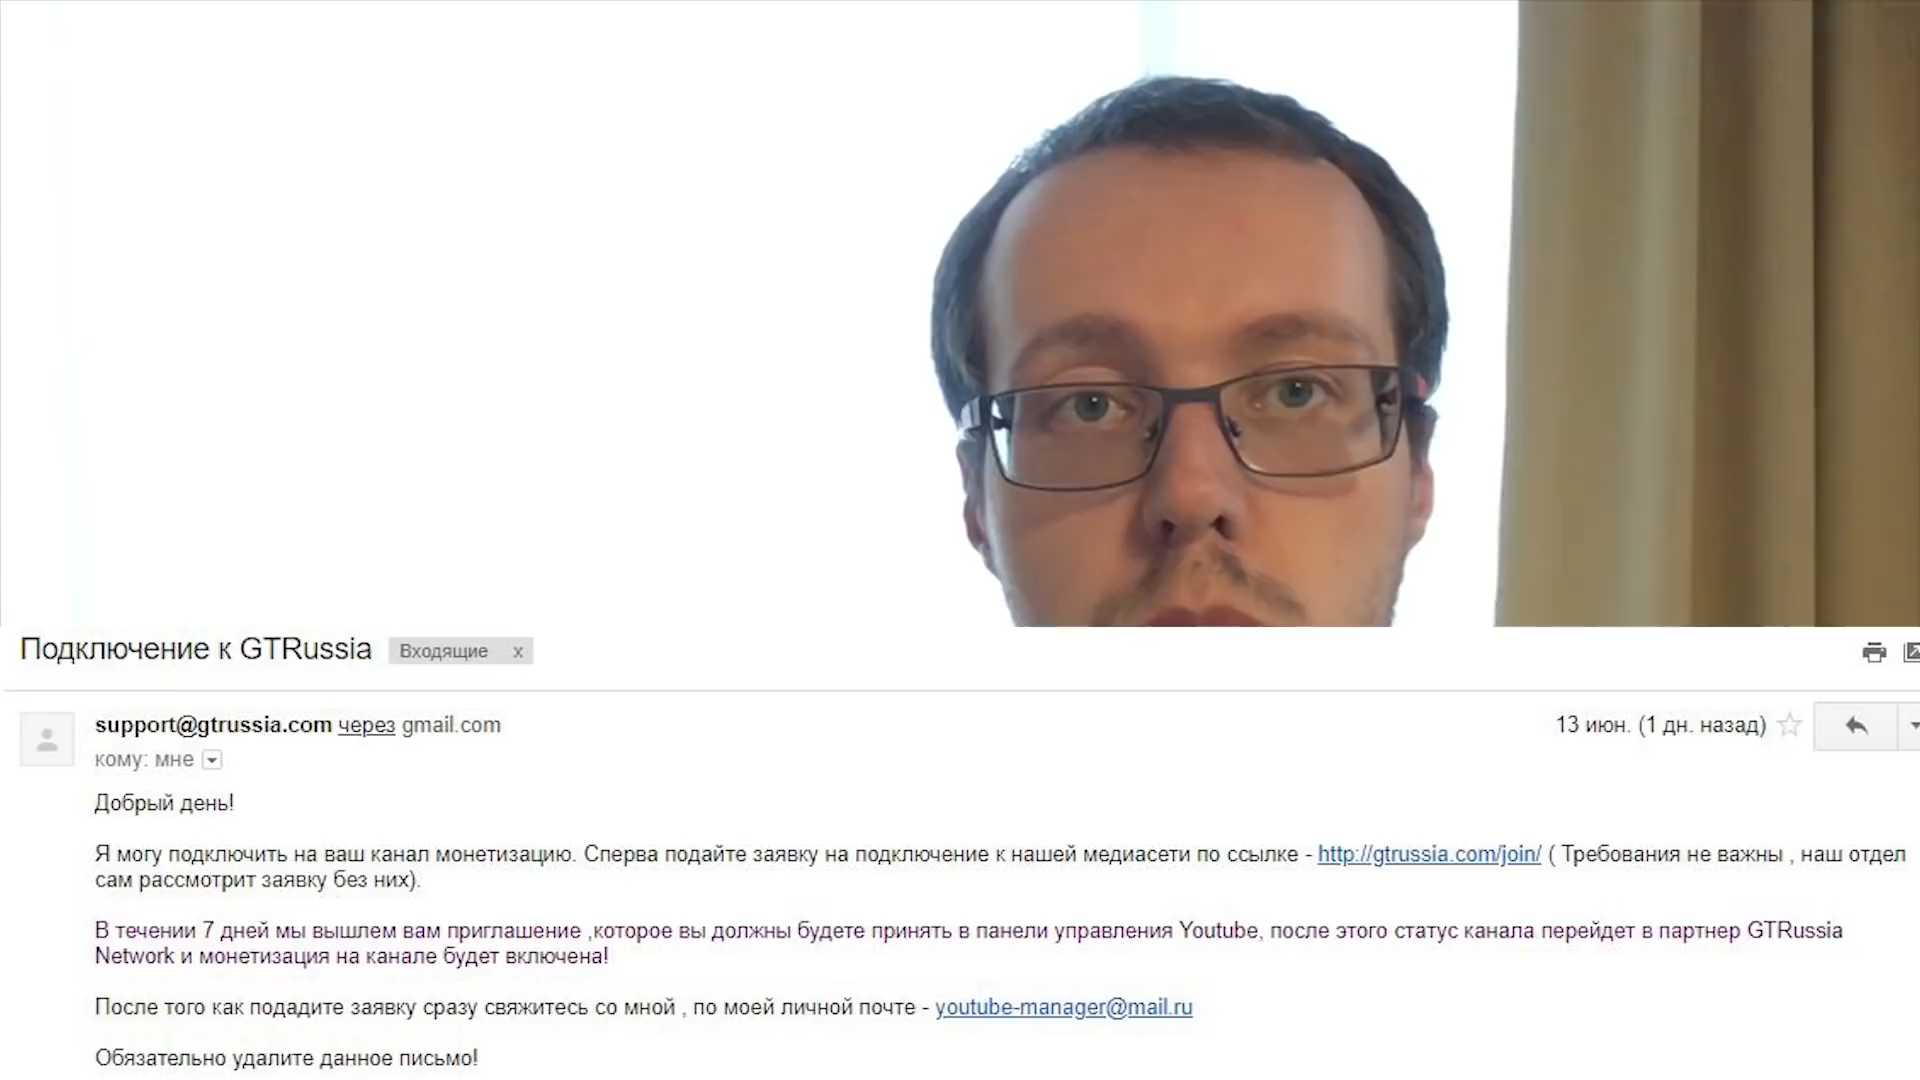 Подключение к GTRussia Входящие x
support@gtrussia.com через gmail.com 13 июн. (1 дн. назад)
кому: мне
Добрый день!
Я могу подключить на ваш канал монетизацию. Сперва подайте заявку на подключение к нашей медиасети по ссылке - http://gtrussia.com/join/ ( Требования не важны , наш отдел
сам рассмотрит заявку без них).
В течении 7 дней мы вышлем вам приглашение ,которое вы должны будете принять в панели управления Youtube, после этого статус канала перейдет в партнер GTRussia
Network и монетизация на канале будет включена!
После того как подадите заявку сразу свяжитесь со мной , по моей личной почте - youtube-manager@mail.ru
Обязательно удалите данное письмо!